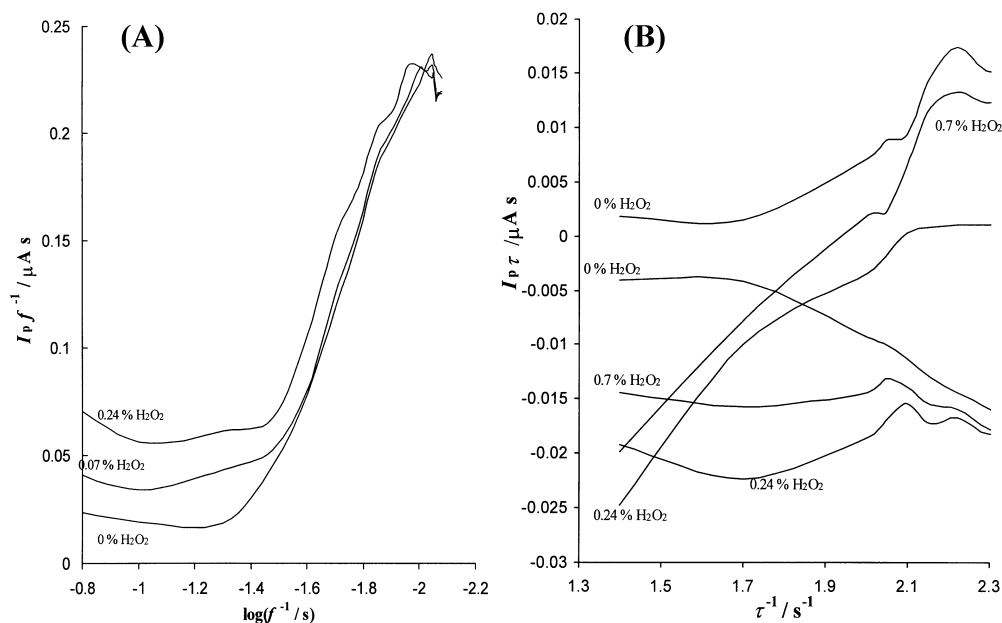 (A)
0.25
0.2
0.15
0.1
0.05
0
I p f ⁻¹ / μA s
0.24 % H₂O₂
0.07 % H₂O₂
0 % H₂O₂
-0.8 -1 -1.2 -1.4 -1.6 -1.8 -2 -2.2
log(f ⁻¹ / s)
(B)
0.02
0.015
0.01
0.005
0
-0.005
-0.01
-0.015
-0.02
-0.025
-0.03
I p τ /μA s
0.7 % H₂O₂
0 % H₂O₂
0 % H₂O₂
0.7 % H₂O₂
0.24 % H₂O₂
0.24 % H₂O₂
1.3 1.5 1.7 1.9 2.1 2.3
τ⁻¹ / s⁻¹